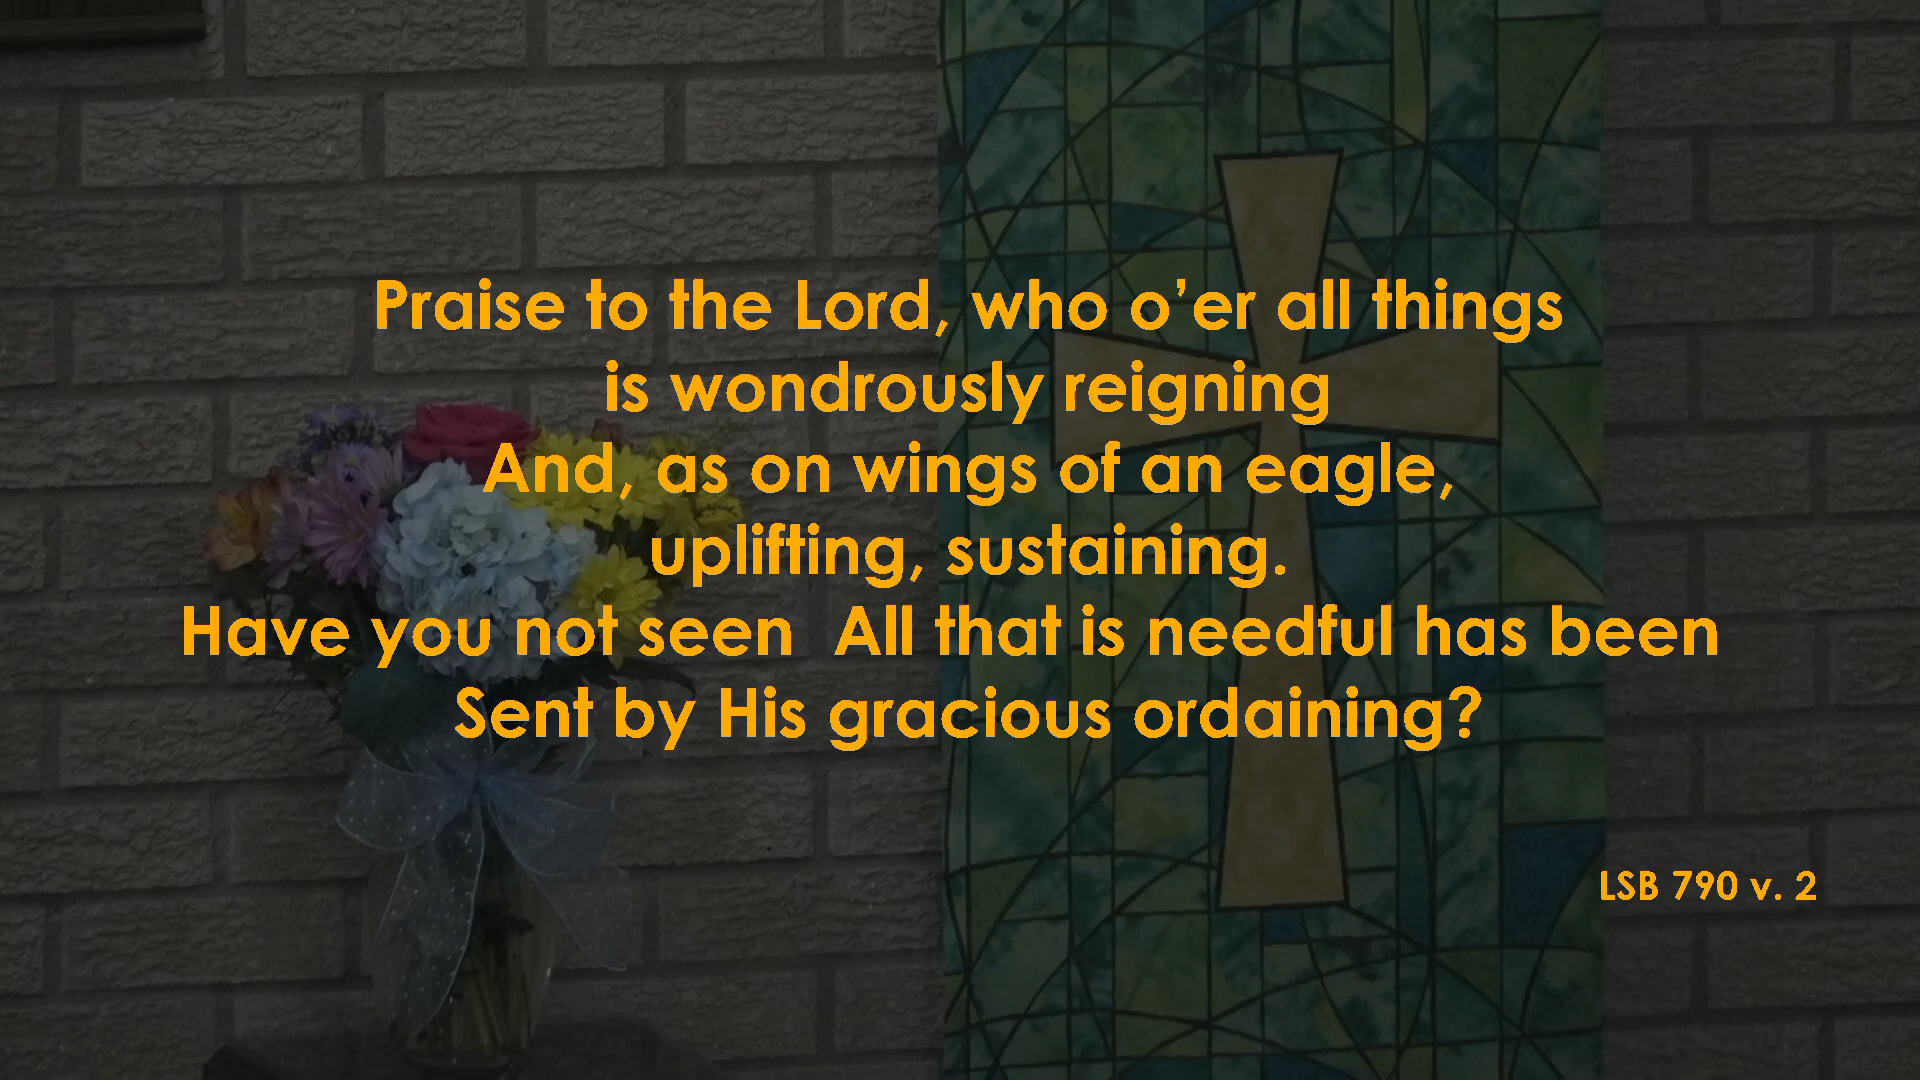 Praise to the Lord, who o’er all things
is wondrously reigning
And, as on wings of an eagle,
uplifting, sustaining.
Have you not seen  All that is needful has been
Sent by His gracious ordaining?
LSB 790 v. 2